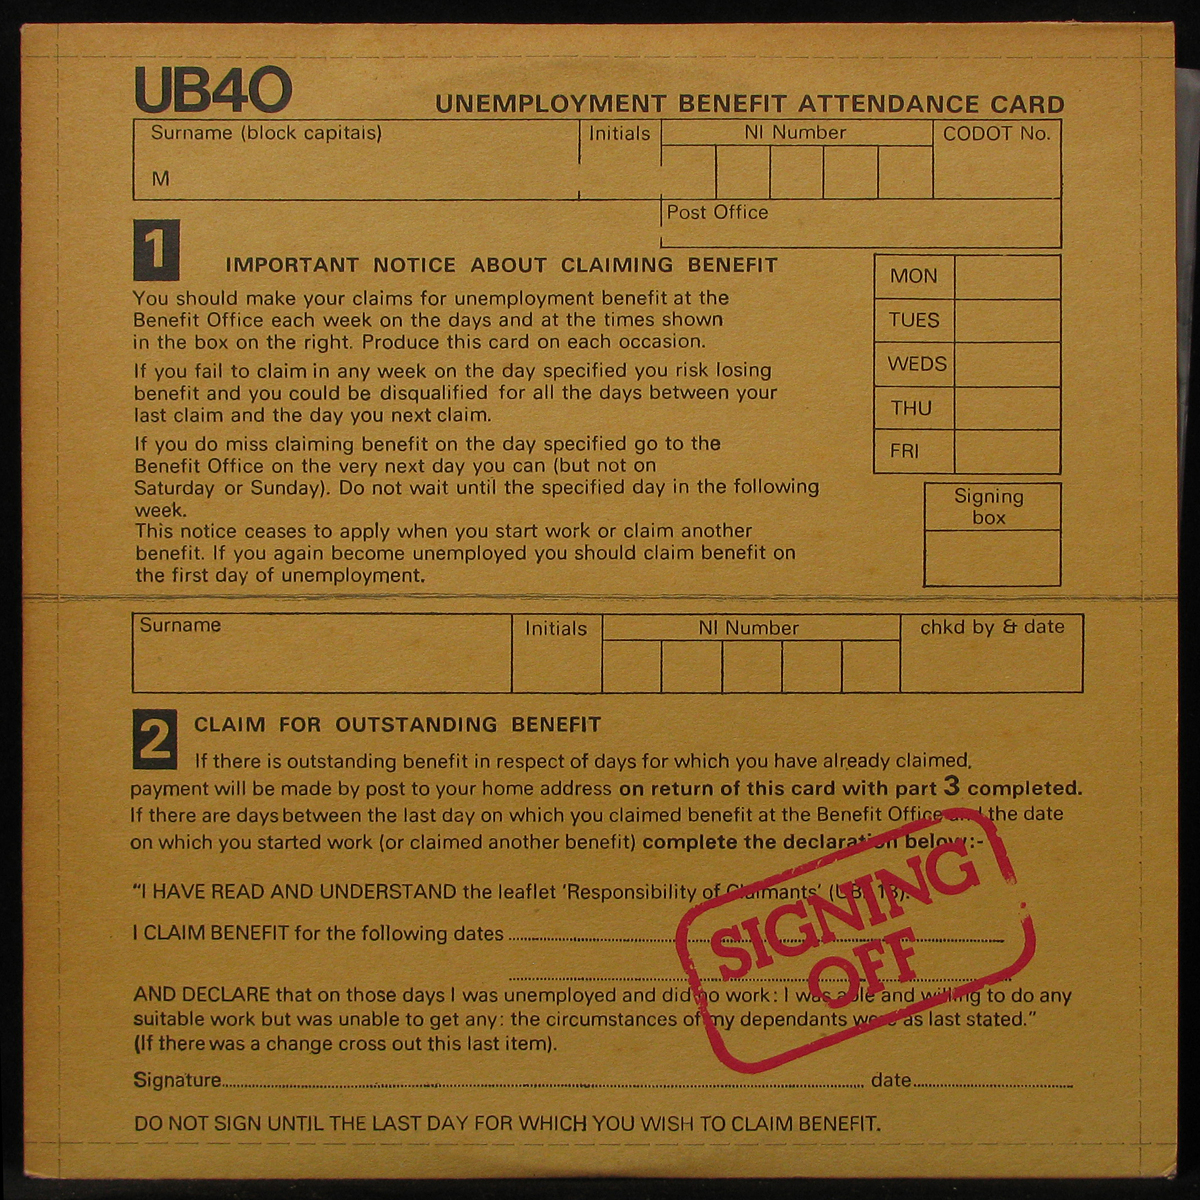 UB40
UNEMPLOYMENT BENEFIT ATTENDANCE CARD
Surname (block capitals)
Initials
NI Number
CODOT No.
M
Post Office
1
IMPORTANT NOTICE ABOUT CLAIMING BENEFIT
You should make your claims for unemployment benefit at the
Benefit Office each week on the days and at the times shown
in the box on the right. Produce this card on each occasion.
If you fail to claim in any week on the day specified you risk losing
benefit and you could be disqualified for all the days between your
last claim and the day you next claim.
If you do miss claiming benefit on the day specified go to the
Benefit Office on the very next day you can (but not on
Saturday or Sunday). Do not wait until the specified day in the following
week.
This notice ceases to apply when you start work or claim another
benefit. If you again become unemployed you should claim benefit on
the first day of unemployment.
MON
TUES
WEDS
THU
FRI
Signing
box
Surname
Initials
NI Number
chkd by & date
2
CLAIM FOR OUTSTANDING BENEFIT
If there is outstanding benefit in respect of days for which you have already claimed,
payment will be made by post to your home address on return of this card with part 3 completed.
If there are days between the last day on which you claimed benefit at the Benefit Office and the date
on which you started work (or claimed another benefit) complete the declaration below:-
"I HAVE READ AND UNDERSTAND the leaflet 'Responsibility of Claimants' (UBL 18).
I CLAIM BENEFIT for the following dates
AND DECLARE that on those days I was unemployed and did no work: I was able and willing to do any
suitable work but was unable to get any: the circumstances of my dependants were as last stated."
(If there was a change cross out this last item).
Signature
date
DO NOT SIGN UNTIL THE LAST DAY FOR WHICH YOU WISH TO CLAIM BENEFIT.
SIGNING
OFF